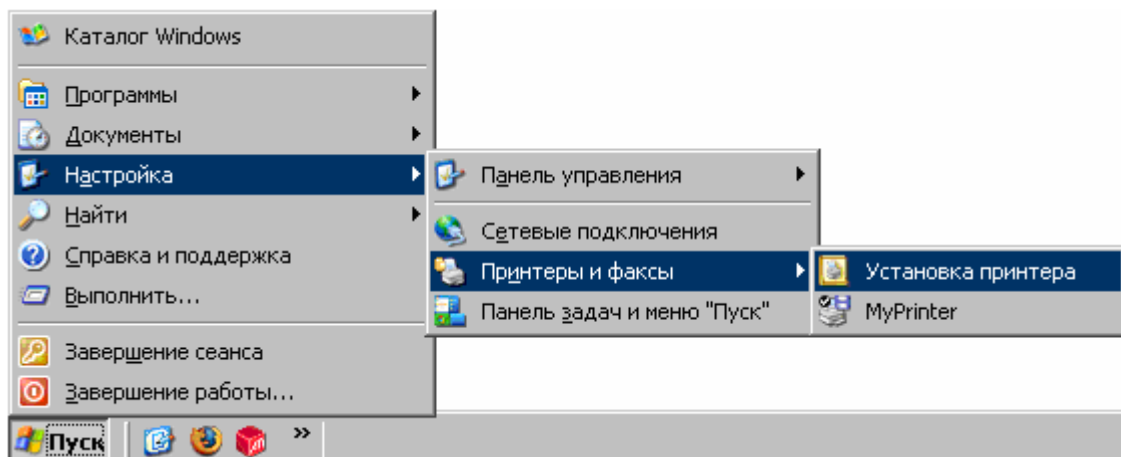 Каталог Windows
Программы
Документы
Настройка
Найти
Справка и поддержка
Выполнить...
Завершение сеанса
Завершение работы...
Панель управления
Сетевые подключения
Принтеры и факсы
Панель задач и меню "Пуск"
Установка принтера
MyPrinter
Пуск
»